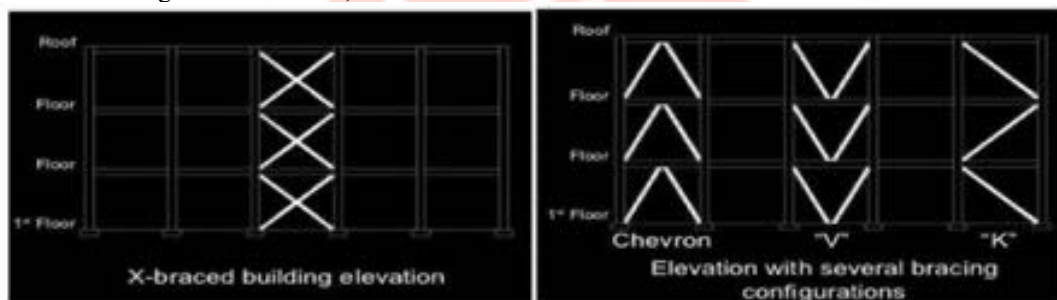 Roof
Floor
Floor
1st Floor
X-braced building elevation
Roof
Floor
Floor
1st Floor
Chevron "V" "K"
Elevation with several bracing
configurations